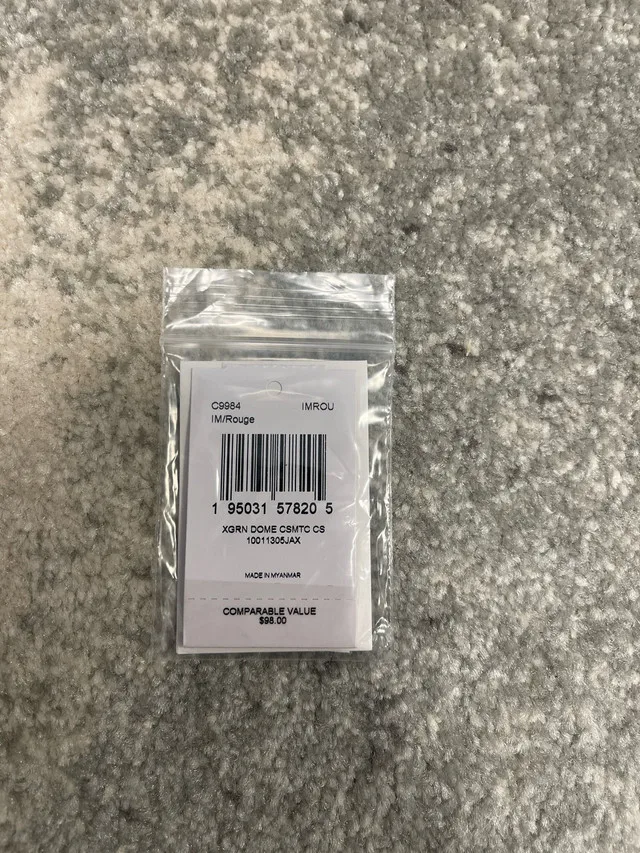 C9984 IMROU
IM/Rouge
1 95031 57820 5
XGRN DOME CSMTC CS
10011305JAX
MADE IN MYANMAR
COMPARABLE VALUE
$98.00